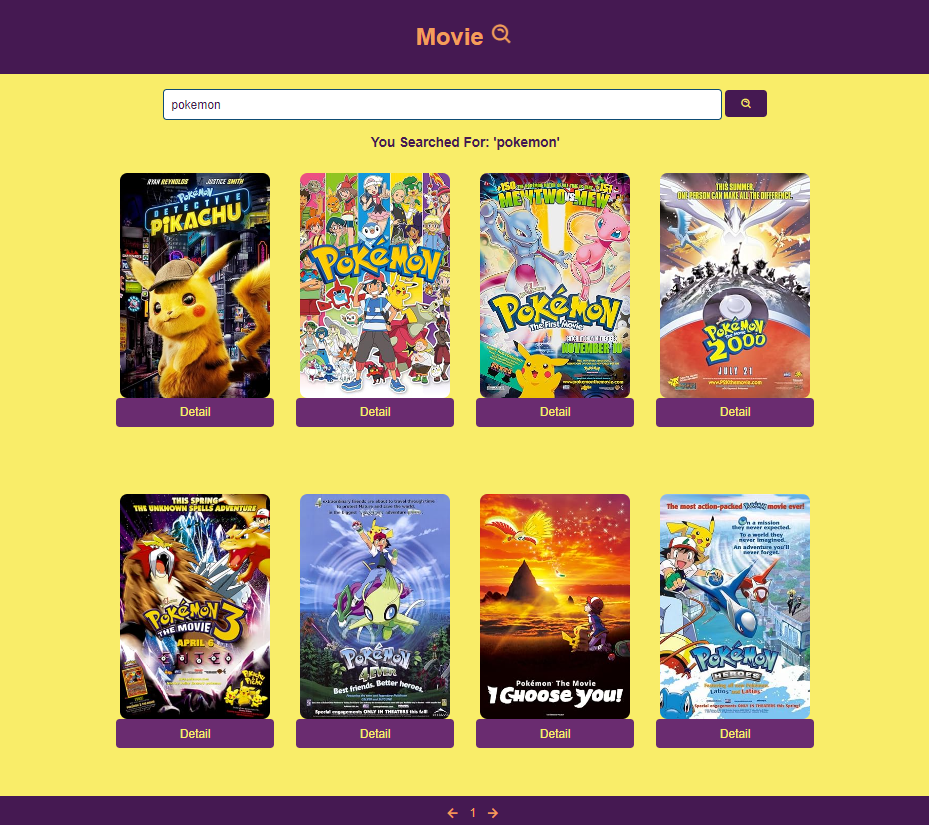 Movie
pokemon
You Searched For: 'pokemon'
RYAN REYNOLDS JUSTICE SMITH
POKÉMON
DETECTIVE
PIKACHU
Detail
POKÉMON
Detail
MEWTWO vs. MEW
POKÉMON
The First Movie
NOVEMBER 10
www.pokemonthemovie.com
Detail
THIS SUMMER,
ONE PERSON CAN MAKE ALL THE DIFFERENCE.
POKÉMON
2000
JULY 21
Detail
THIS SPRING
THE UNKNOWN SPELLS ADVENTURE
POKÉMON 3
THE MOVIE
APRIL 6
Detail
POKÉMON
4EVER
Best friends. Better heroes.
Special engagements ONLY IN THEATERS this fall!
Detail
Pokémon The Movie
I CHOOSE YOU!
Detail
The most action-packed POKÉMON movie ever!
On a mission
they never expected.
To a world they
never imagined.
An adventure you'll
never forget.
POKÉMON
HEROES
Latios and Latias
Special engagements ONLY IN THEATERS this Spring!
Detail
1